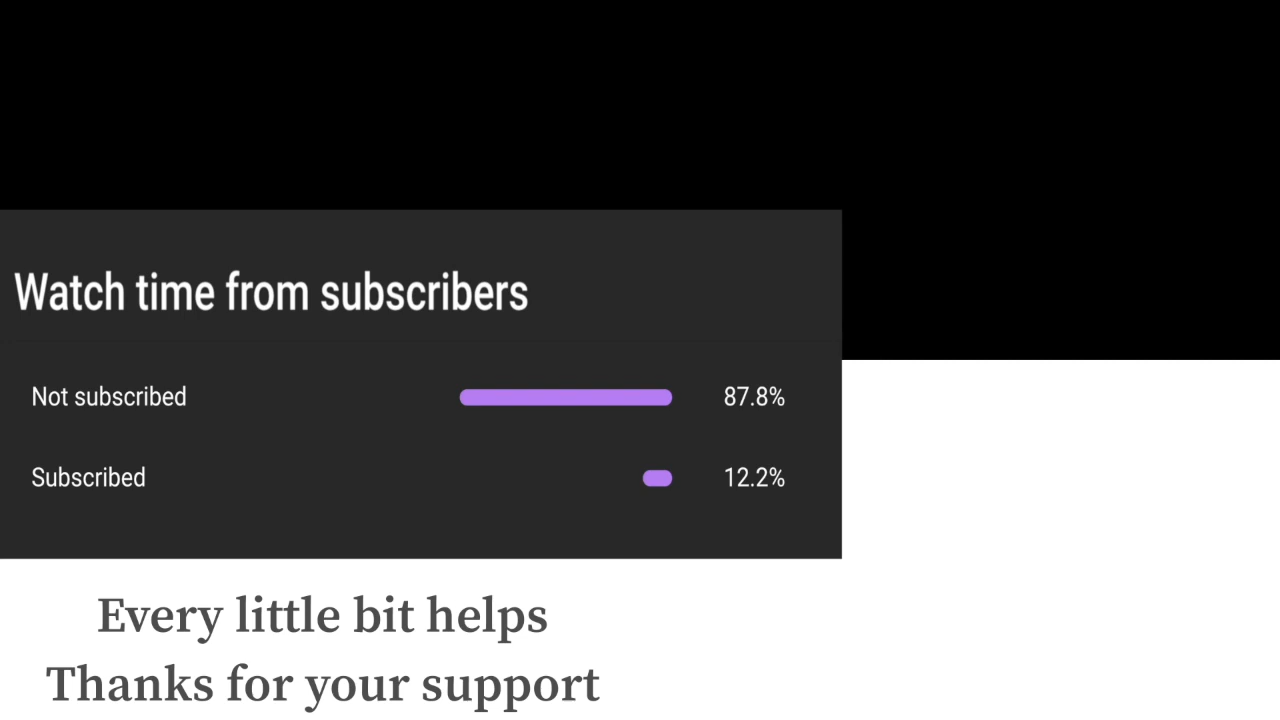 Watch time from subscribers
Not subscribed 87.8%
Subscribed 12.2%
Every little bit helps
Thanks for your support